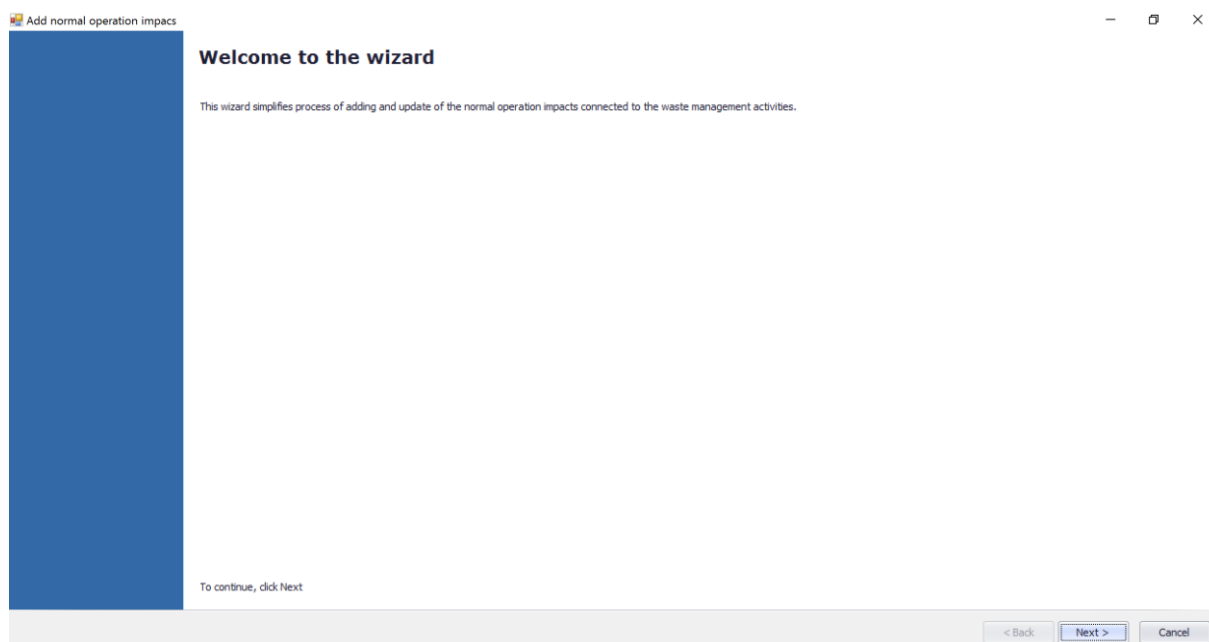 Add normal operation impacs
Welcome to the wizard
This wizard simplifies process of adding and update of the normal operation impacts connected to the waste management activities.
To continue, click Next
< Back Next > Cancel